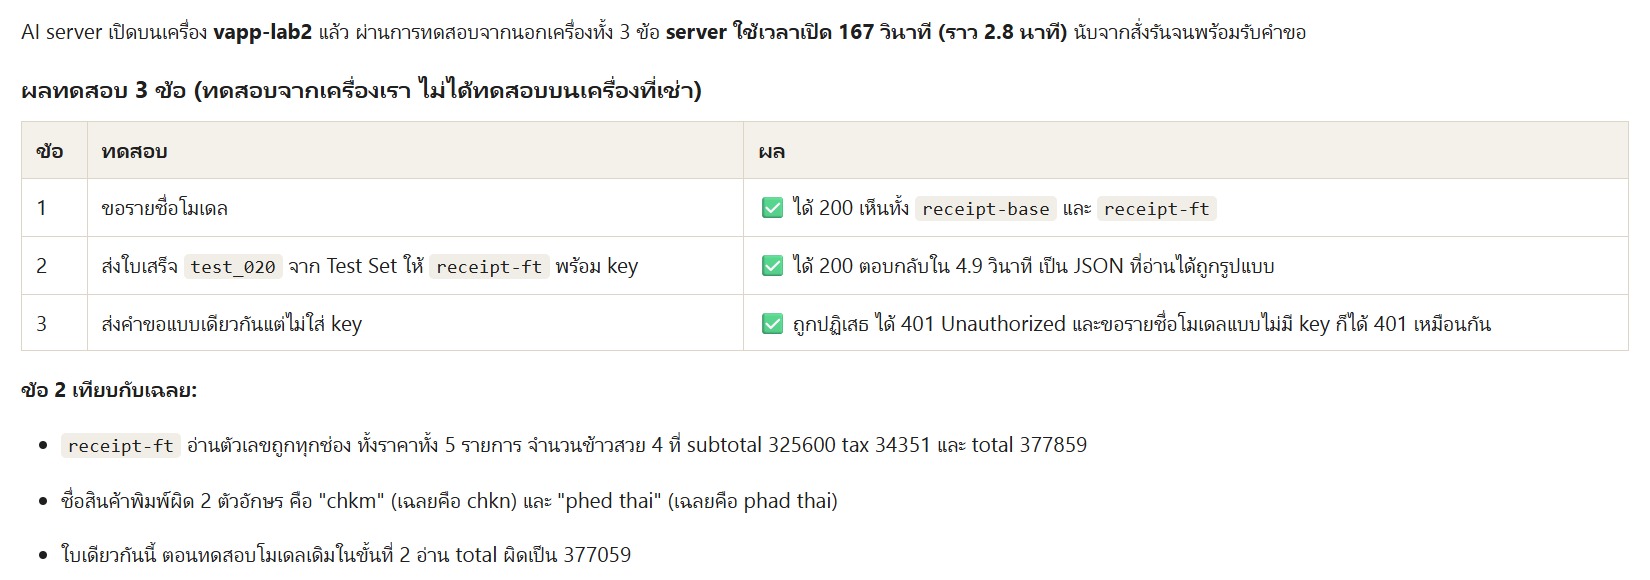 AI server เปิดบนเครื่อง vapp-lab2 แล้ว ผ่านการทดสอบจากนอกเครื่องทั้ง 3 ข้อ server ใช้เวลาเปิด 167 วินาที (ราว 2.8 นาที) นับจากสั่งรันจนพร้อมรับคำขอ
ผลทดสอบ 3 ข้อ (ทดสอบจากเครื่องเรา ไม่ได้ทดสอบบนเครื่องที่เช่า)
ข้อ ทดสอบ ผล
1 ขอรายชื่อโมเดล ✅ ได้ 200 เห็นทั้ง receipt-base และ receipt-ft
2 ส่งใบเสร็จ test_020 จาก Test Set ให้ receipt-ft พร้อม key ✅ ได้ 200 ตอบกลับใน 4.9 วินาที เป็น JSON ที่อ่านได้ถูกรูปแบบ
3 ส่งคำขอแบบเดียวกันแต่ไม่ใส่ key ✅ ถูกปฏิเสธ ได้ 401 Unauthorized และขอรายชื่อโมเดลแบบไม่มี key ก็ได้ 401 เหมือนกัน
ข้อ 2 เทียบกับเฉลย:
• receipt-ft อ่านตัวเลขถูกทุกช่อง ทั้งราคาทั้ง 5 รายการ จำนวนข้าวสวย 4 ที่ subtotal 325600 tax 34351 และ total 377859
• ชื่อสินค้าพิมพ์ผิด 2 ตัวอักษร คือ "chkm" (เฉลยคือ chkn) และ "phed thai" (เฉลยคือ phad thai)
• ใบเดียวกันนี้ ตอนทดสอบโมเดลเดิมในขั้นที่ 2 อ่าน total ผิดเป็น 377059